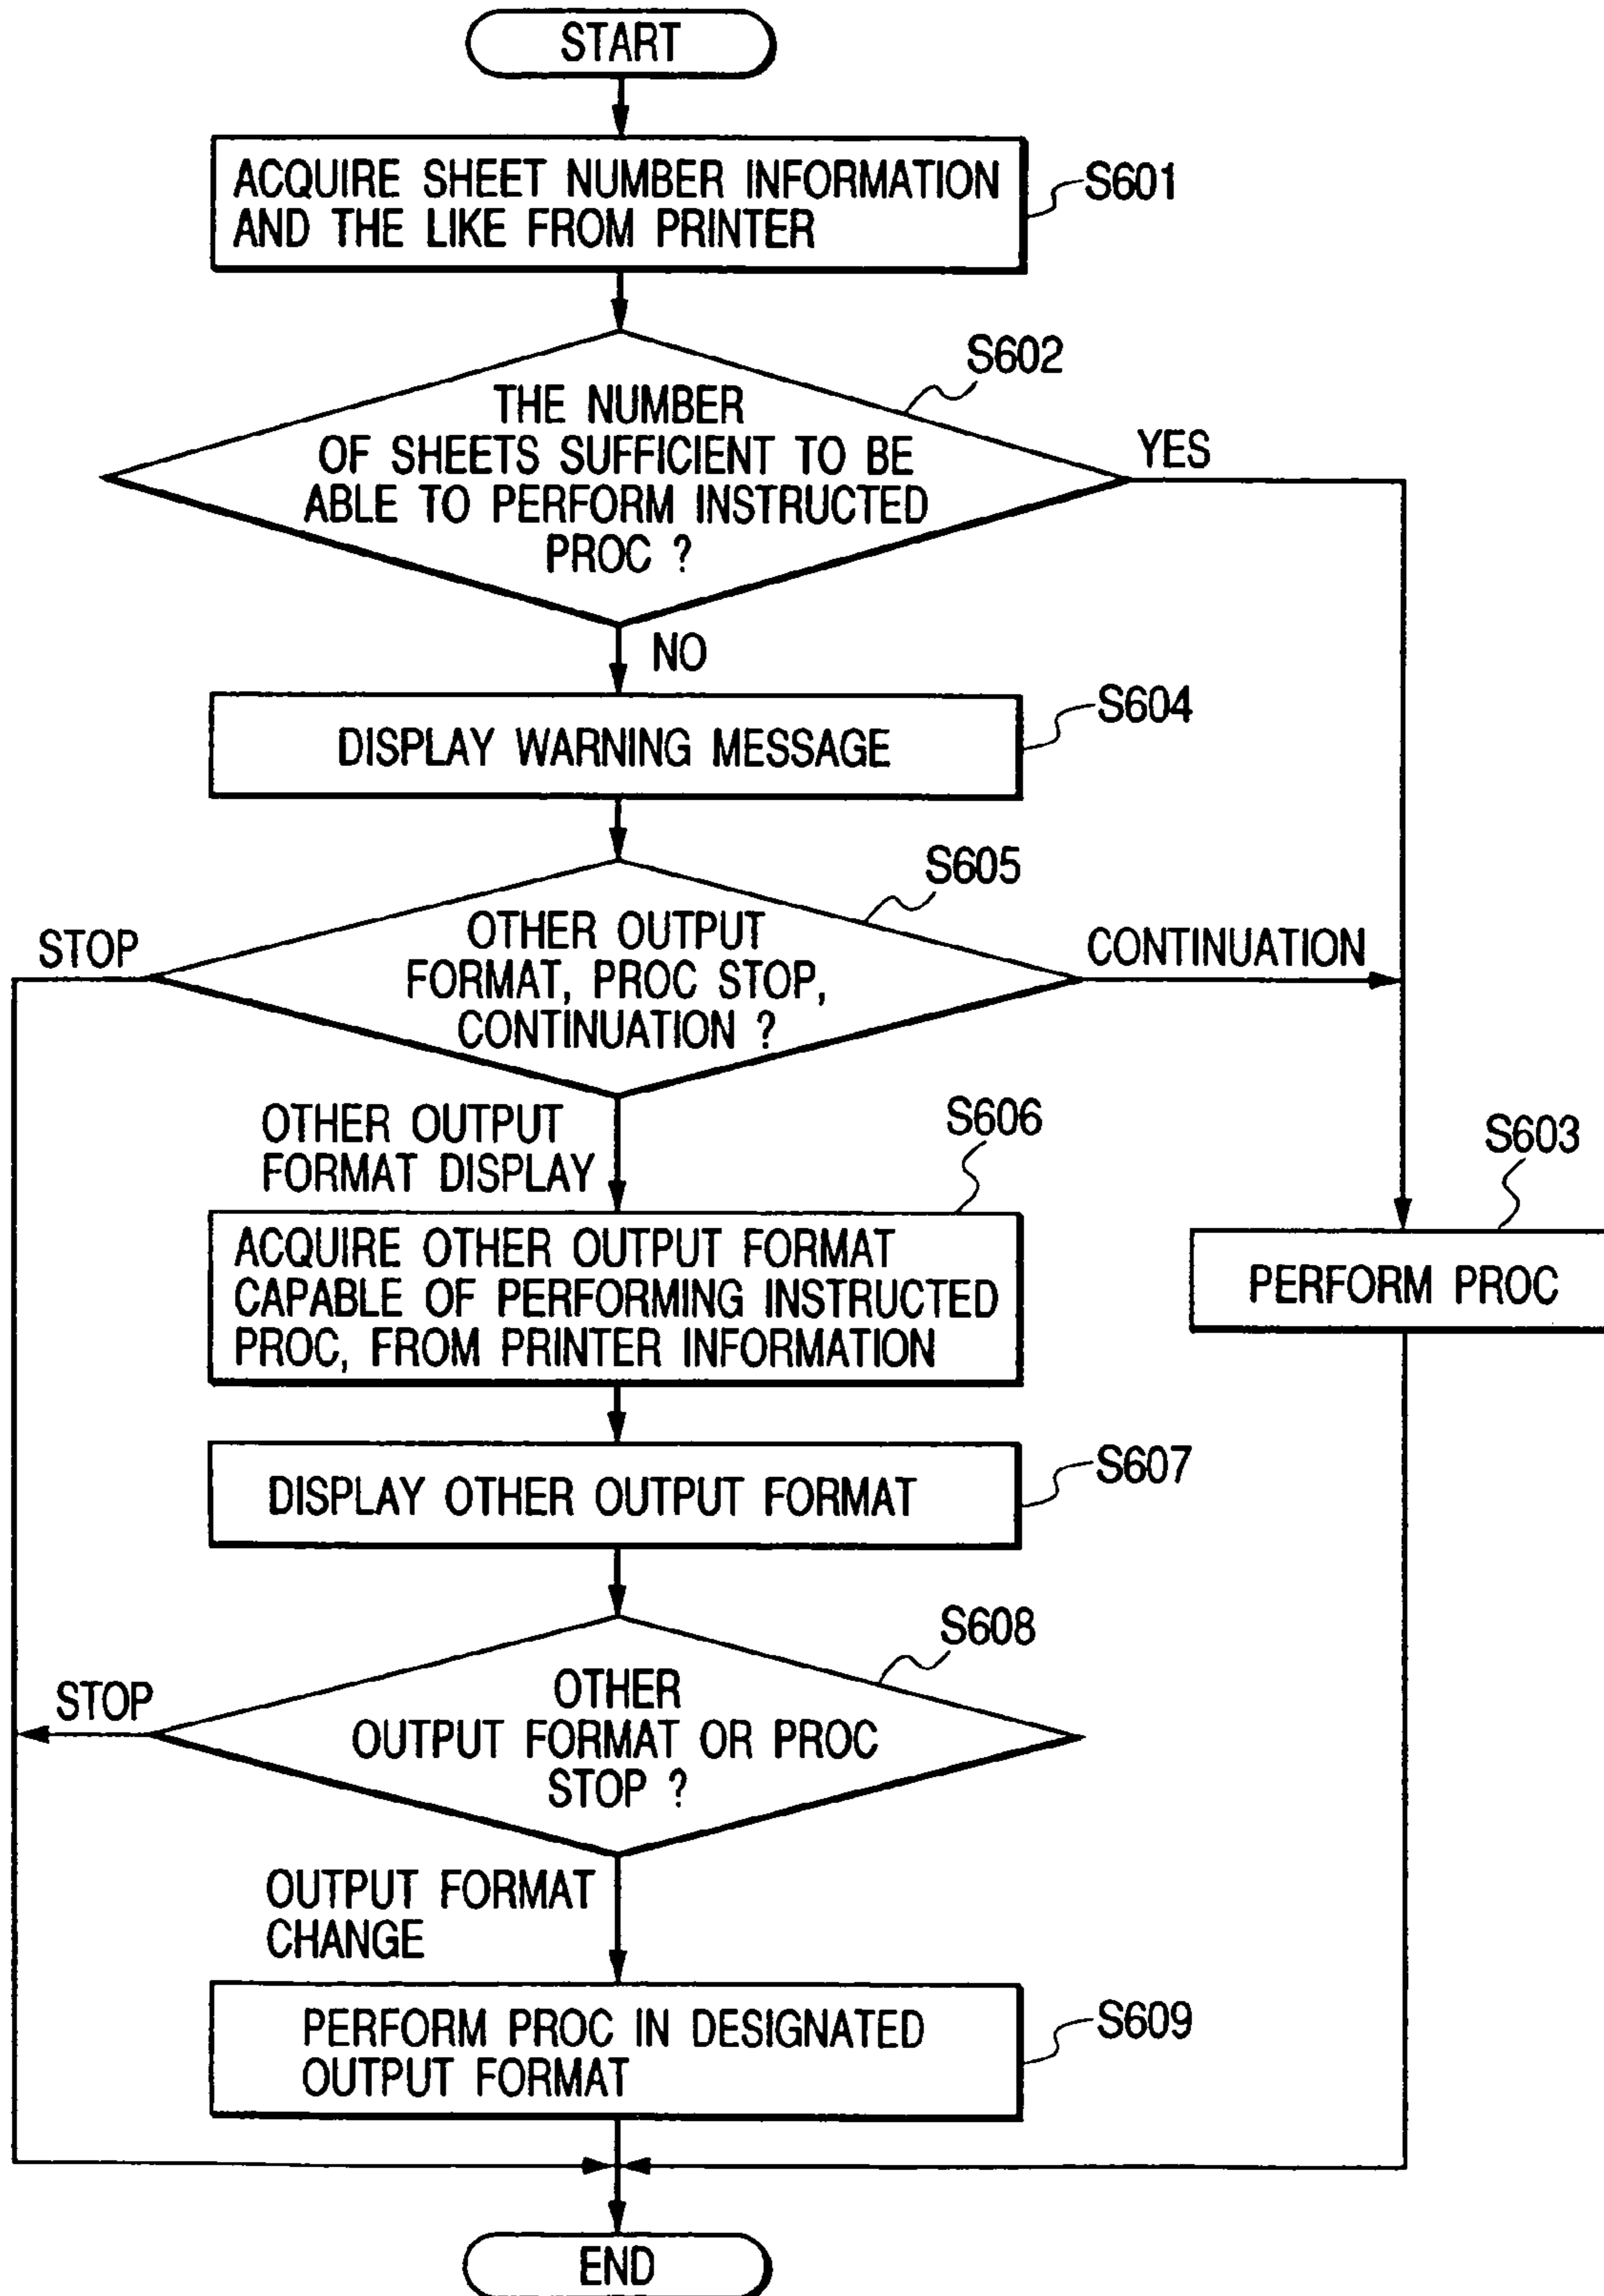 START
ACQUIRE SHEET NUMBER INFORMATION
AND THE LIKE FROM PRINTER
S601
S602
THE NUMBER
OF SHEETS SUFFICIENT TO BE
ABLE TO PERFORM INSTRUCTED
PROC ?
YES
NO
DISPLAY WARNING MESSAGE
S604
S605
OTHER OUTPUT
FORMAT, PROC STOP,
CONTINUATION ?
STOP
CONTINUATION
OTHER OUTPUT
FORMAT DISPLAY
S606
ACQUIRE OTHER OUTPUT FORMAT
CAPABLE OF PERFORMING INSTRUCTED
PROC, FROM PRINTER INFORMATION
S603
PERFORM PROC
DISPLAY OTHER OUTPUT FORMAT
S607
S608
OTHER
OUTPUT FORMAT OR PROC
STOP ?
STOP
OUTPUT FORMAT
CHANGE
PERFORM PROC IN DESIGNATED
OUTPUT FORMAT
S609
END